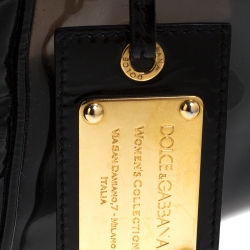 DOLCE&GABBANA
WOMEN'S COLLECTION
VIA SAN DAMIANO,7 - MILANO
ITALIA